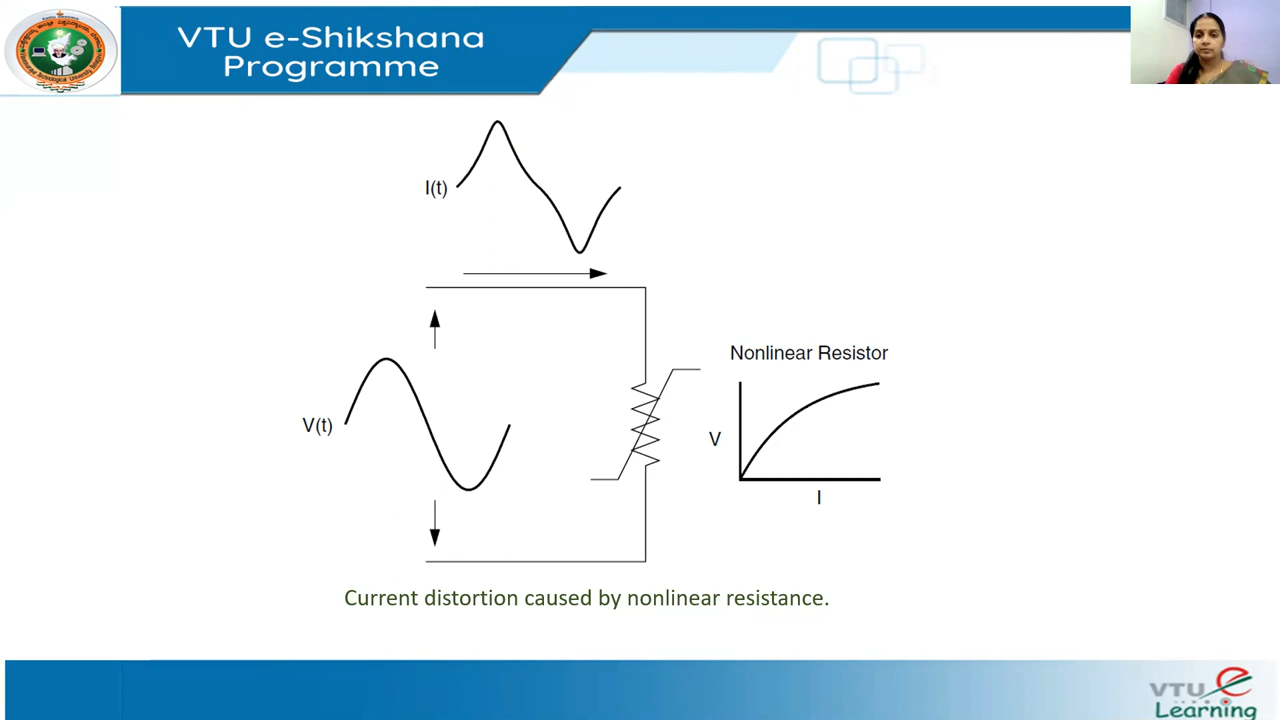 VTU e-Shikshana
Programme
I(t)
V(t)
Nonlinear Resistor
V
I
Current distortion caused by nonlinear resistance.
VTU e
Learning